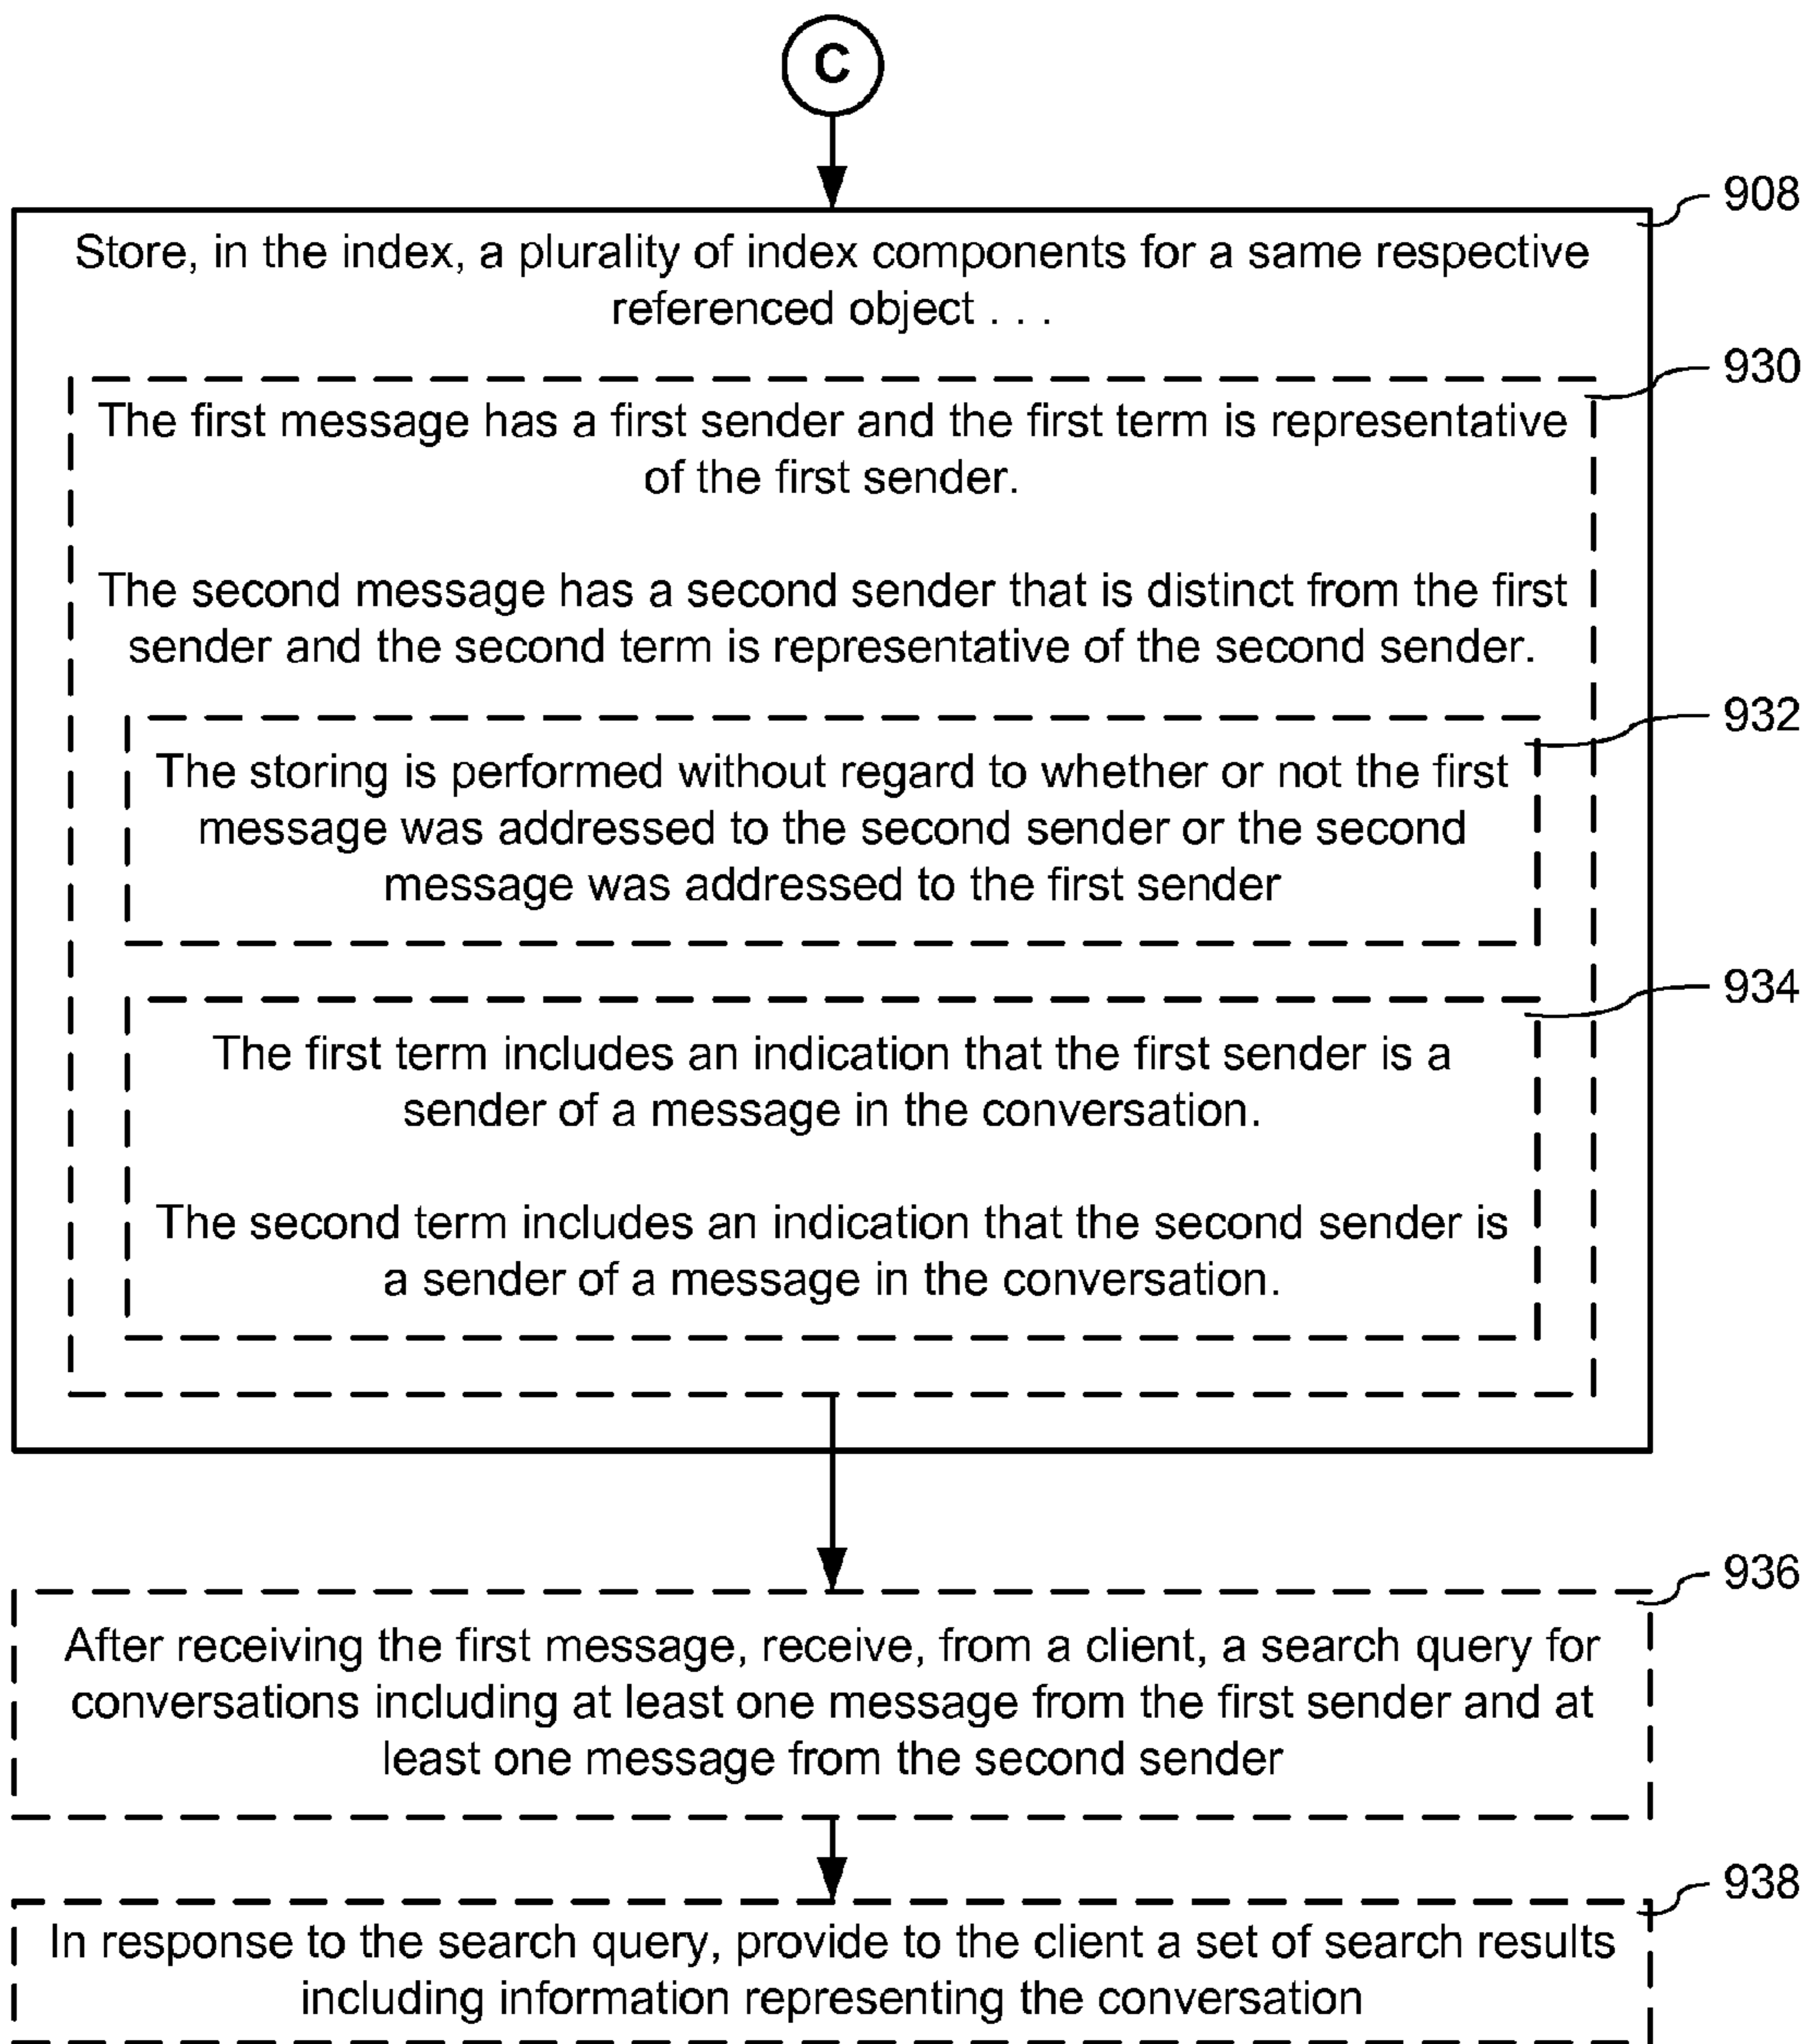 C
908
Store, in the index, a plurality of index components for a same respective
referenced object . . .
930
The first message has a first sender and the first term is representative
of the first sender.
The second message has a second sender that is distinct from the first
sender and the second term is representative of the second sender.
932
The storing is performed without regard to whether or not the first
message was addressed to the second sender or the second
message was addressed to the first sender
934
The first term includes an indication that the first sender is a
sender of a message in the conversation.
The second term includes an indication that the second sender is
a sender of a message in the conversation.
936
After receiving the first message, receive, from a client, a search query for
conversations including at least one message from the first sender and at
least one message from the second sender
938
In response to the search query, provide to the client a set of search results
including information representing the conversation